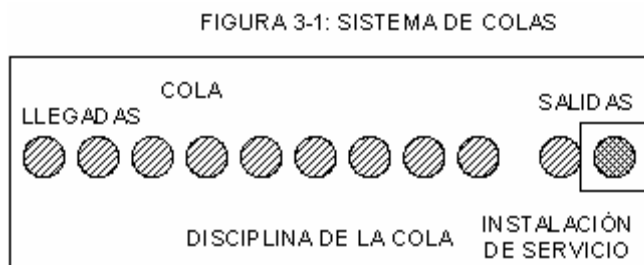 FIGURA 3-1: SISTEMA DE COLAS
COLA
LLEGADAS
SALIDAS
DISCIPLINA DE LA COLA
INSTALACIÓN
DE SERVICIO